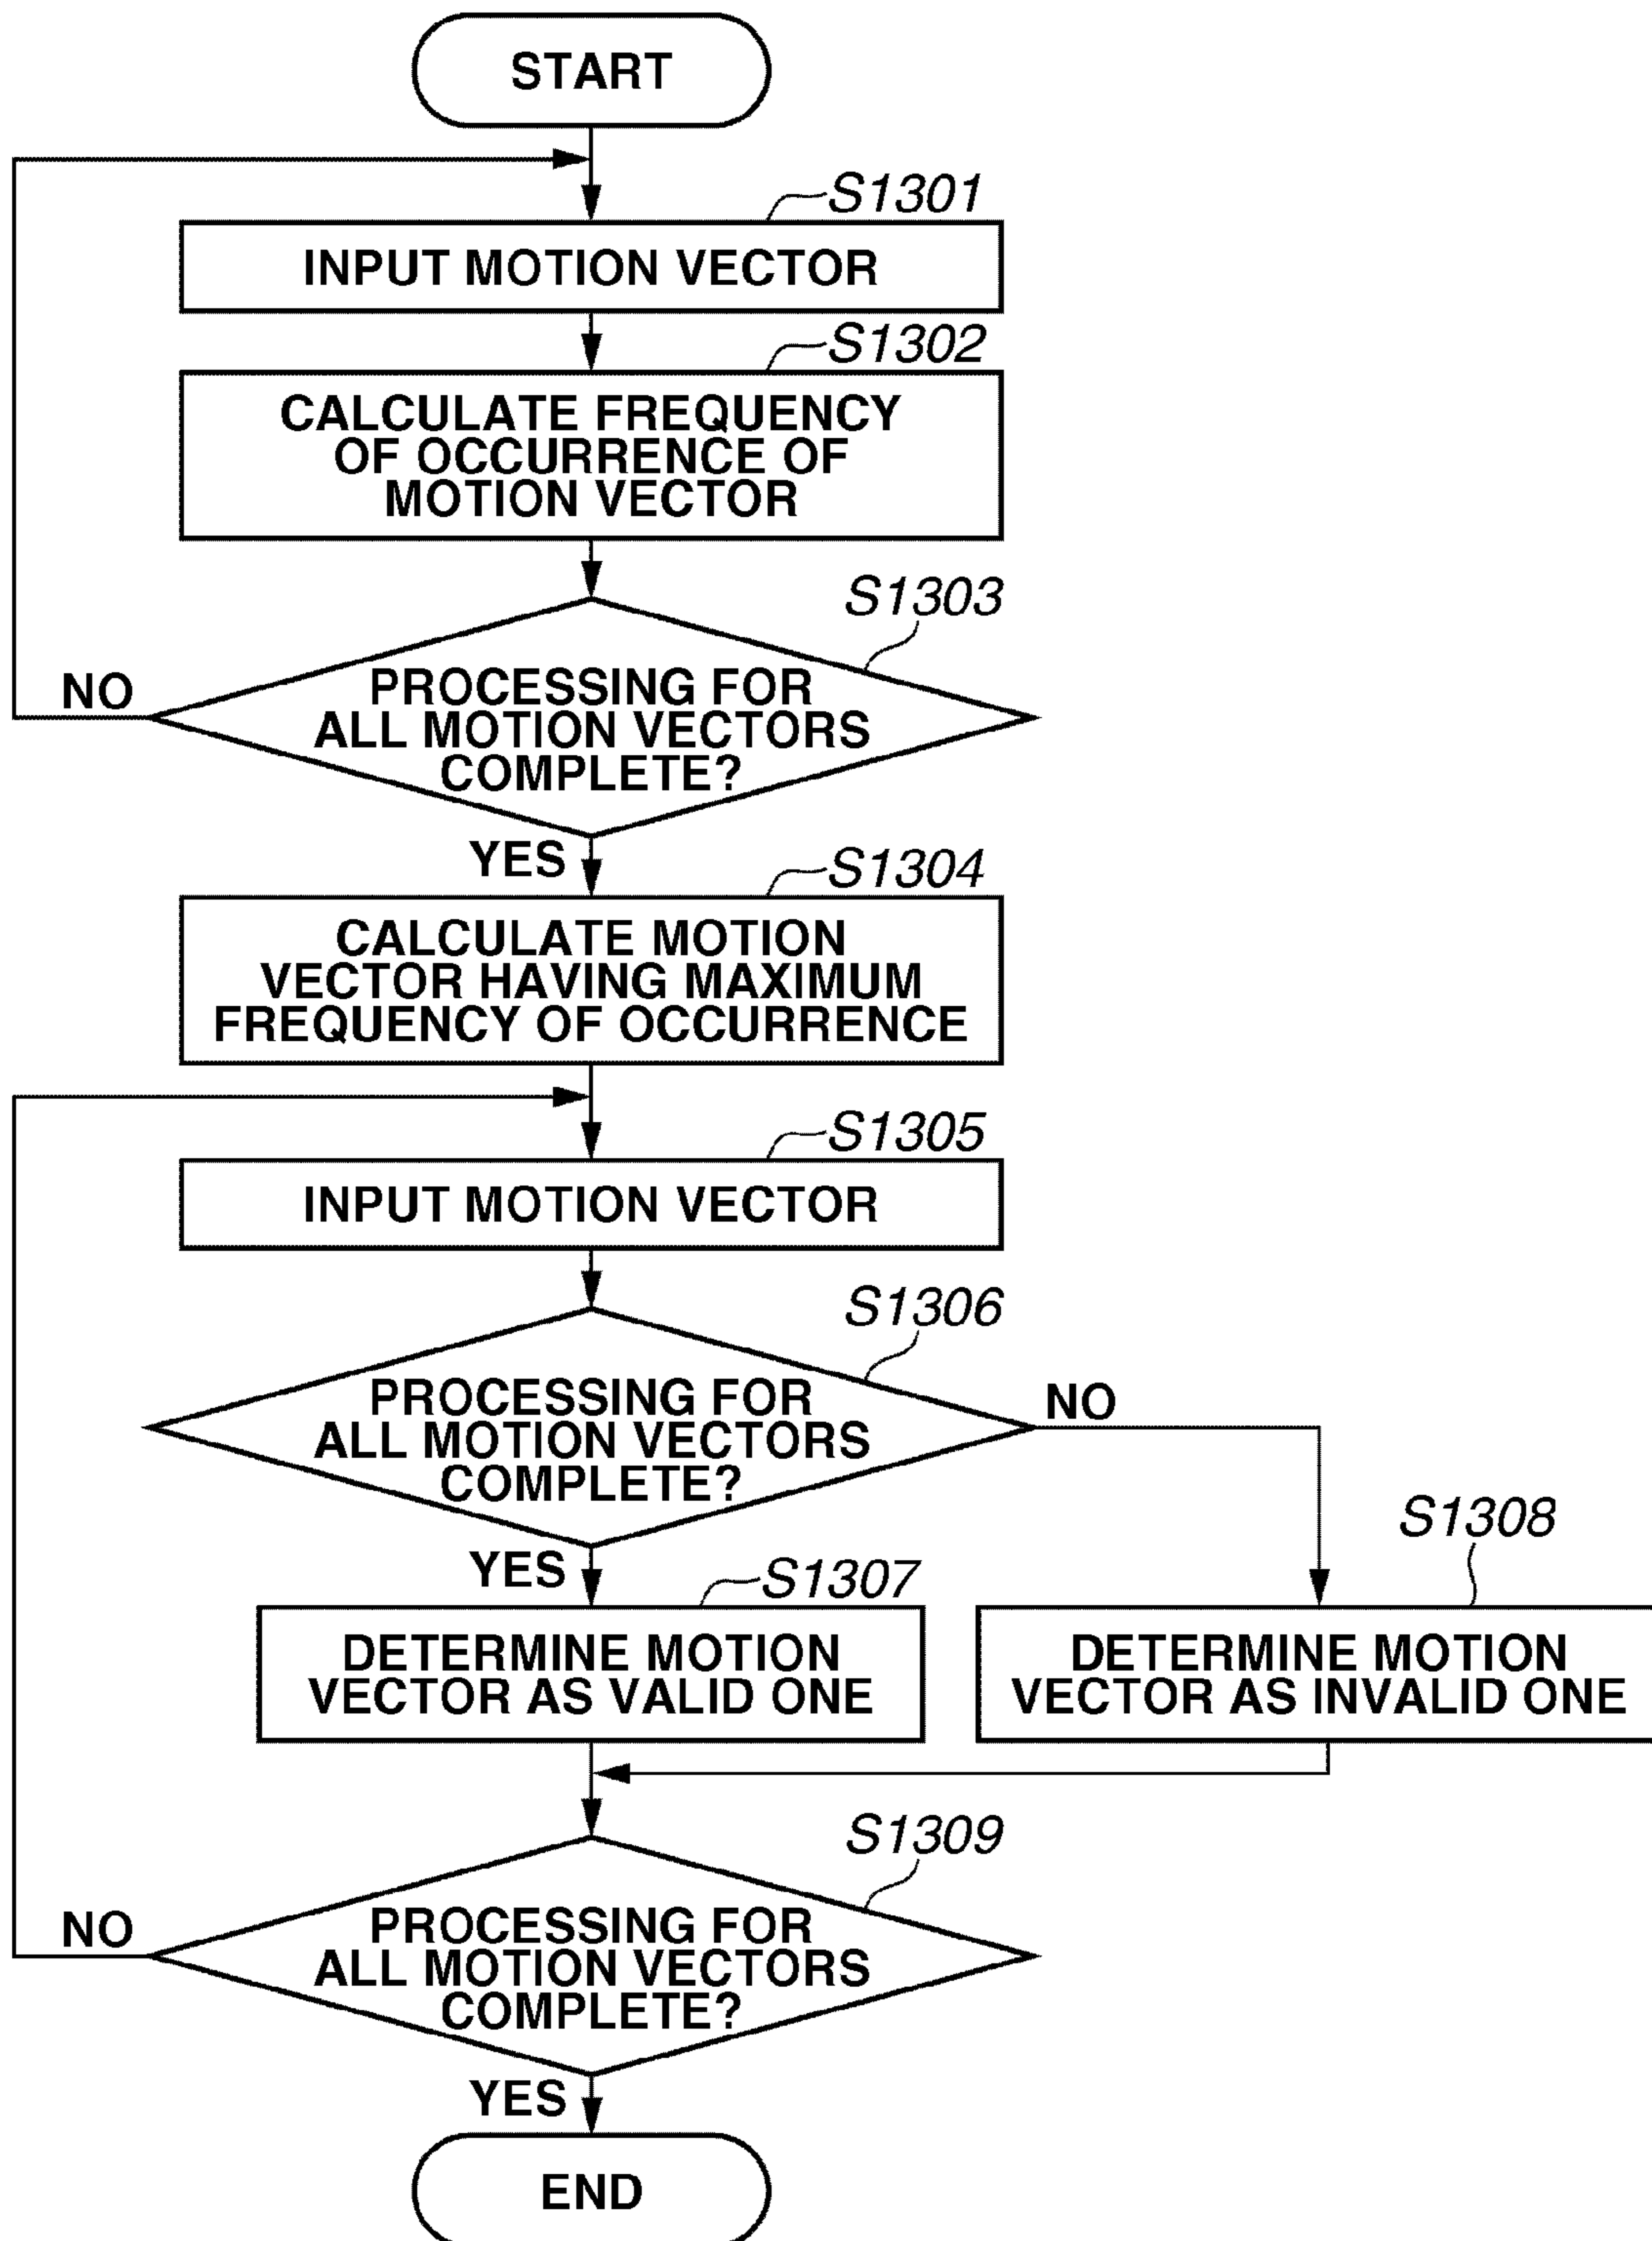 START
S1301
INPUT MOTION VECTOR
S1302
CALCULATE FREQUENCY
OF OCCURRENCE OF
MOTION VECTOR
S1303
PROCESSING FOR
ALL MOTION VECTORS
COMPLETE?
NO
YES
S1304
CALCULATE MOTION
VECTOR HAVING MAXIMUM
FREQUENCY OF OCCURRENCE
S1305
INPUT MOTION VECTOR
S1306
PROCESSING FOR
ALL MOTION VECTORS
COMPLETE?
NO
YES
S1307
DETERMINE MOTION
VECTOR AS VALID ONE
S1308
DETERMINE MOTION
VECTOR AS INVALID ONE
S1309
PROCESSING FOR
ALL MOTION VECTORS
COMPLETE?
NO
YES
END